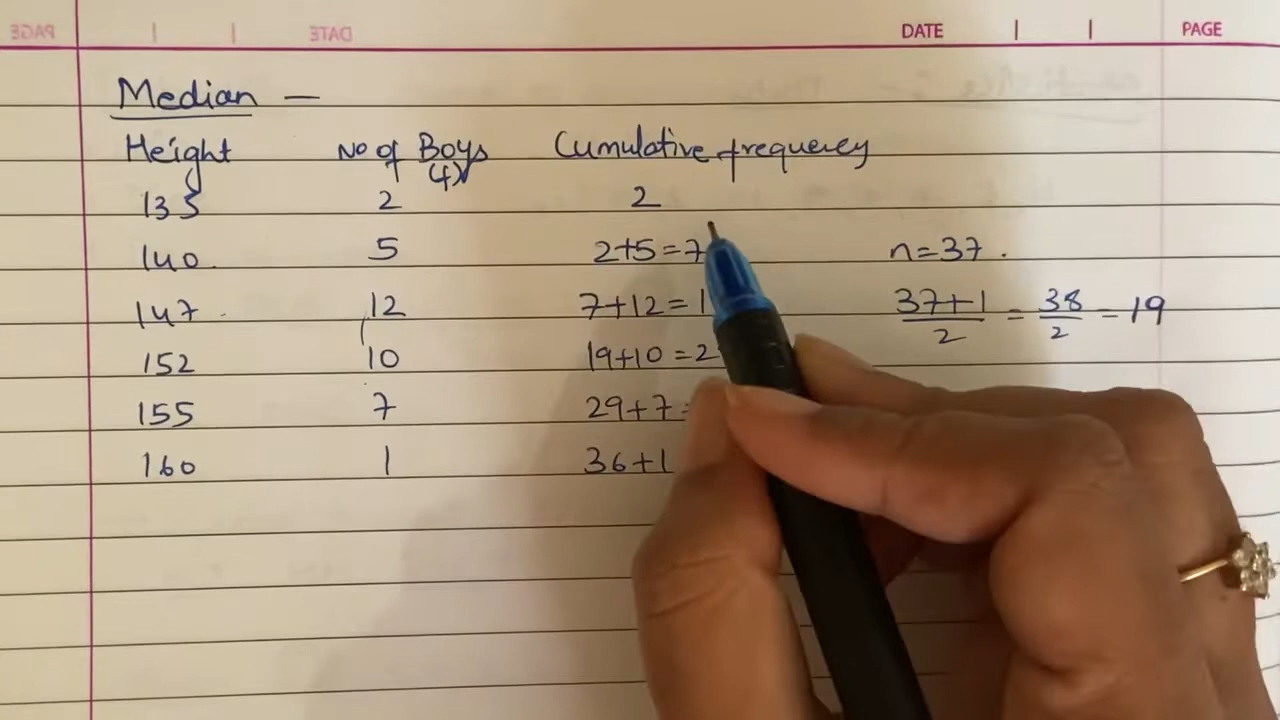 DATE PAGE
Median —
Height No of Boys Cumulative frequency
(f)
135 2 2
140 5 2+5=7 n=37.
147 12 7+12=1 37+1/2 = 38/2 = 19
152 10 19+10=2
155 7 29+7=
160 1 36+1